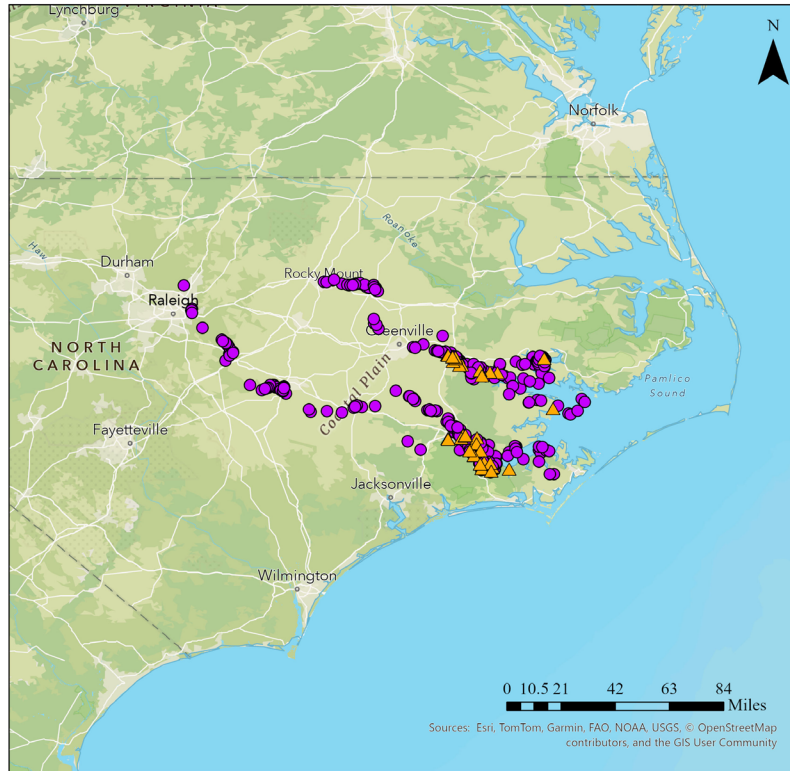 Lynchburg
N
Norfolk
Roanoke
Haw
Durham
Rocky Mount
Raleigh
Greenville
NORTH
CAROLINA
Coastal Plain
Pamlico
Sound
Fayetteville
Jacksonville
Wilmington
0 10.5 21 42 63 84
Miles
Sources: Esri, TomTom, Garmin, FAO, NOAA, USGS, © OpenStreetMap
contributors, and the GIS User Community